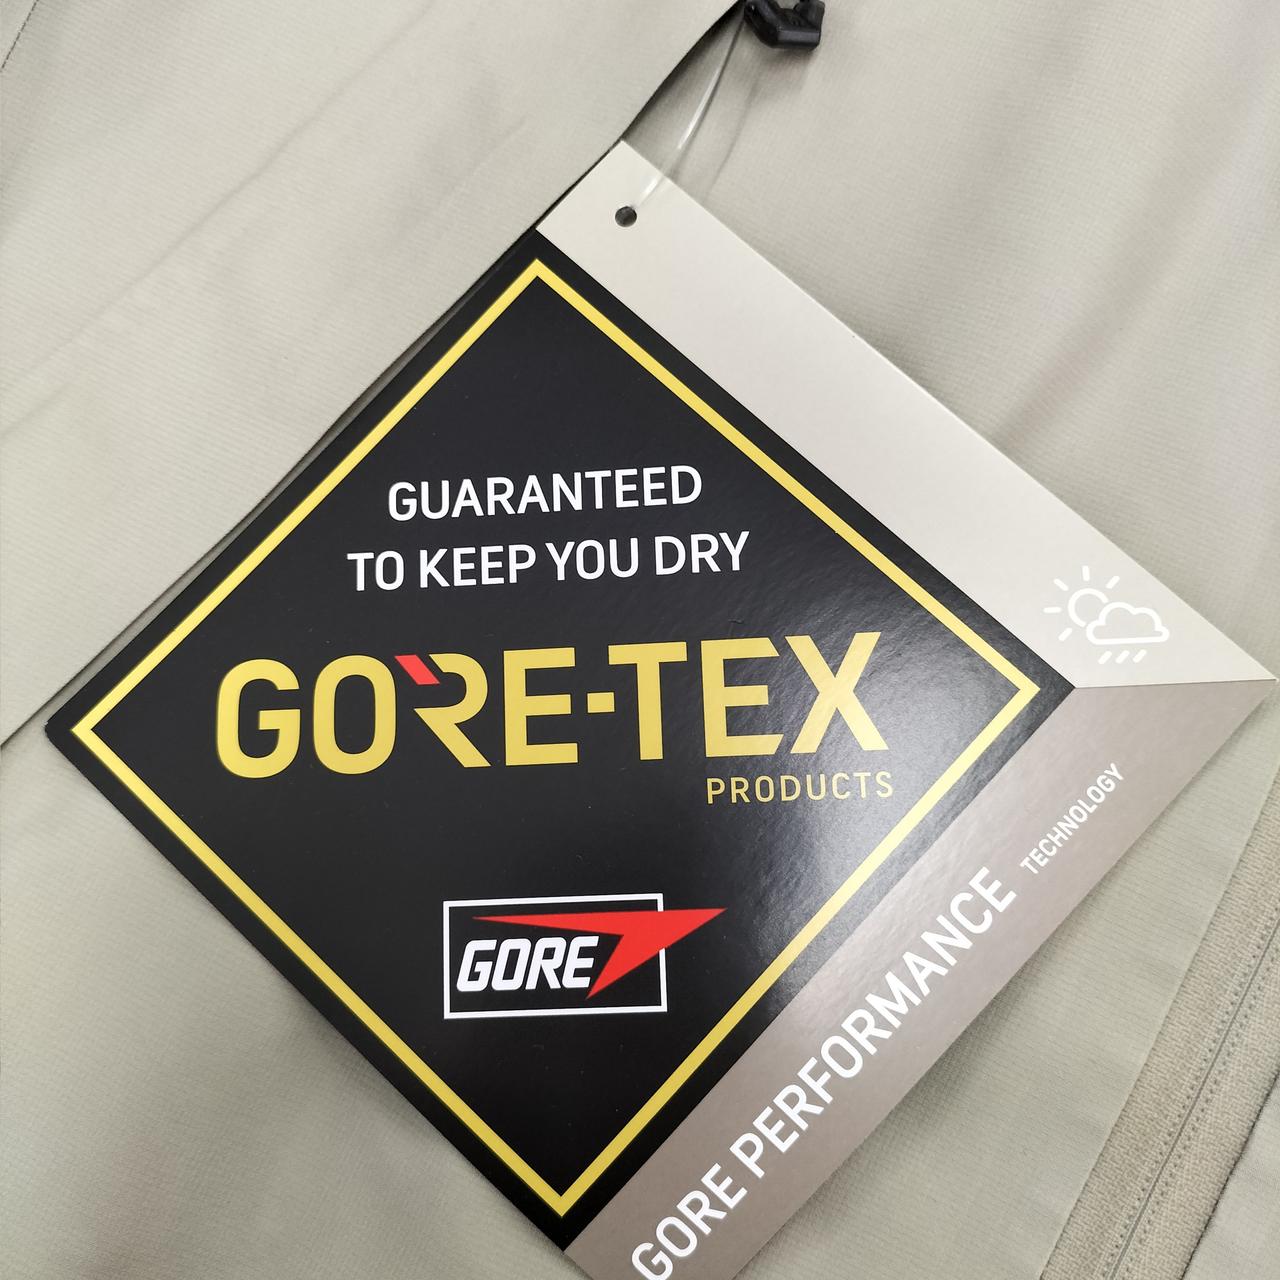 GUARANTEED
TO KEEP YOU DRY
GORE-TEX
PRODUCTS
GORE
GORE PERFORMANCE TECHNOLOGY